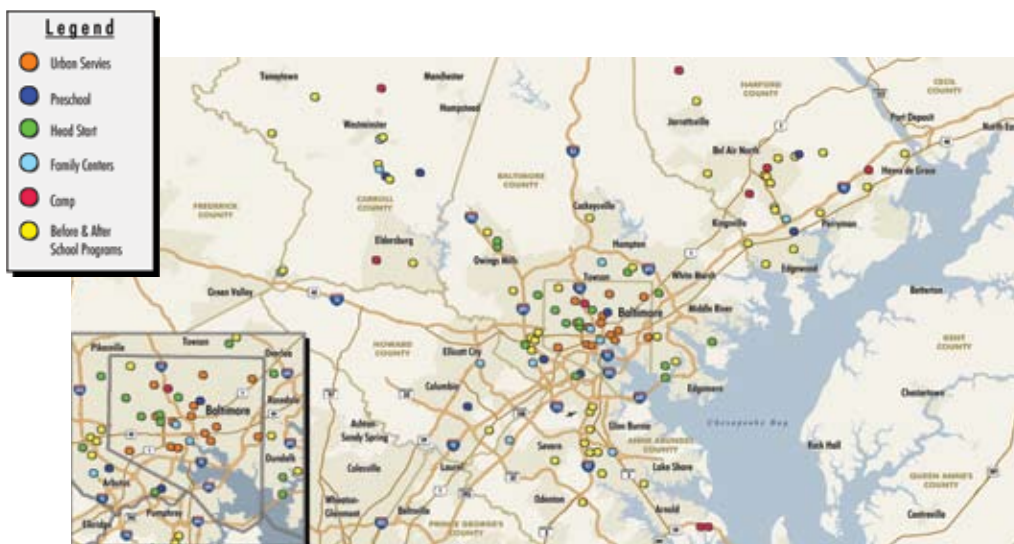 Legend
Urban Servies
Preschool
Head Start
Family Centers
Camp
Before & After
School Programs
Taneytown
Manchester
Hampstead
Westminster
HARFORD
COUNTY
CECIL
COUNTY
Jarrettsville
Port Deposit
North East
Bel Air North
Havre de Grace
BALTIMORE
COUNTY
FREDERICK
COUNTY
CARROLL
COUNTY
Cockeysville
Kingsville
Perryman
Eldersburg
Hampton
Owings Mills
Towson
White Marsh
Edgewood
Green Valley
Betterton
Middle River
Baltimore
HOWARD
COUNTY
Ellicott City
KENT
COUNTY
Columbia
Edgemere
Chestertown
Ashton
Sandy Spring
Glen Burnie
Chesapeake Bay
Rock Hall
Severn
ANNE ARUNDEL
COUNTY
Colesville
Laurel
Lake Shore
QUEEN ANNE'S
COUNTY
Wheaton-
Glenmont
Beltsville
Odenton
Arnold
Centreville
PRINCE GEORGE'S
COUNTY
Pikesville
Towson
Overlea
Rosedale
Baltimore
Dundalk
Arbutus
Pumphrey
Elkridge